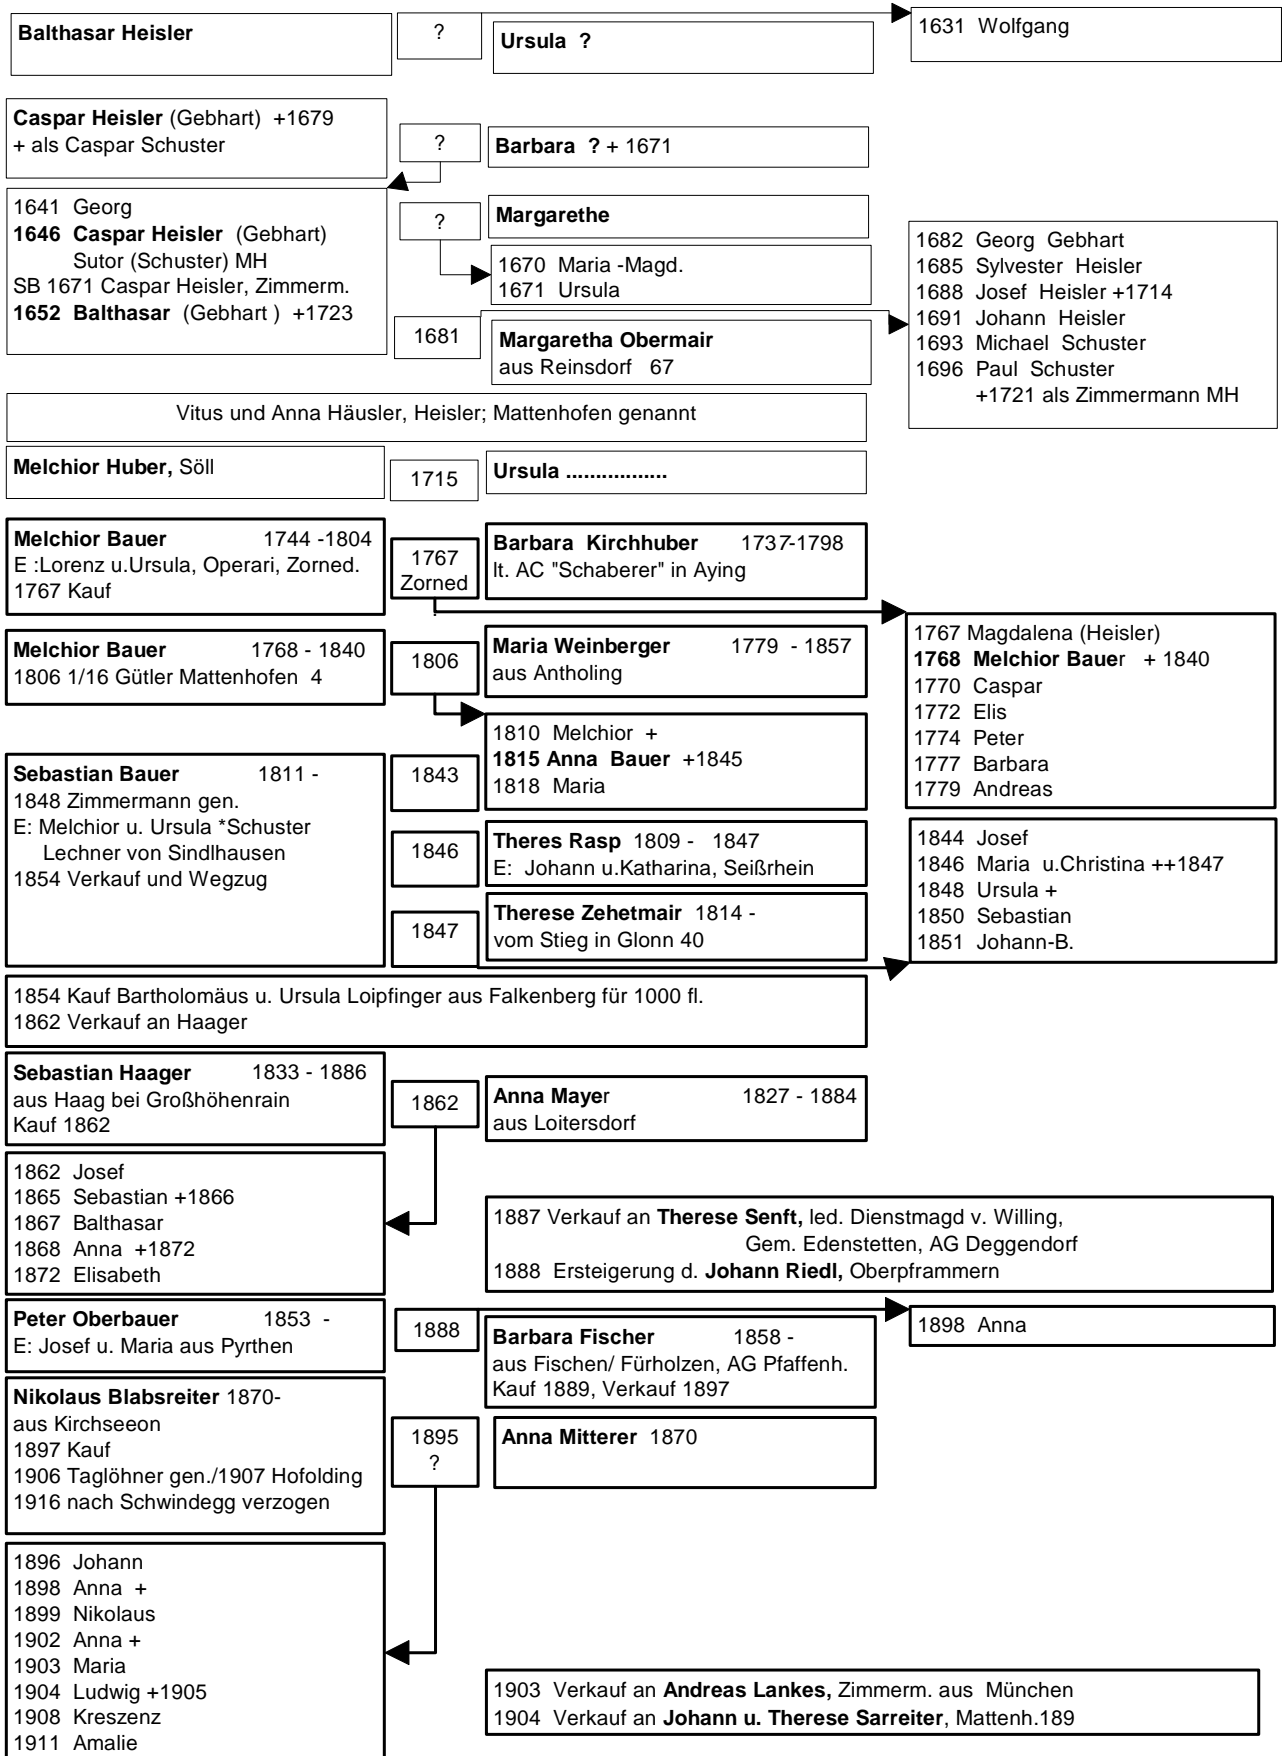 Balthasar Heisler
?
Ursula ?
1631 Wolfgang
Caspar Heisler (Gebhart) +1679
+ als Caspar Schuster
?
Barbara ? + 1671
1641 Georg
1646 Caspar Heisler (Gebhart)
Sutor (Schuster) MH
SB 1671 Caspar Heisler, Zimmerm.
1652 Balthasar (Gebhart ) +1723
?
Margarethe
1670 Maria -Magd.
1671 Ursula
1681
Margaretha Obermair
aus Reinsdorf 67
1682 Georg Gebhart
1685 Sylvester Heisler
1688 Josef Heisler +1714
1691 Johann Heisler
1693 Michael Schuster
1696 Paul Schuster
+1721 als Zimmermann MH
Vitus und Anna Häusler, Heisler; Mattenhofen genannt
Melchior Huber, Söll
1715
Ursula .................
Melchior Bauer 1744 -1804
E :Lorenz u.Ursula, Operari, Zorned.
1767 Kauf
1767
Zorned
Barbara Kirchhuber 1737-1798
lt. AC "Schaberer" in Aying
Melchior Bauer 1768 - 1840
1806 1/16 Gütler Mattenhofen 4
1806
Maria Weinberger 1779 - 1857
aus Antholing
1767 Magdalena (Heisler)
1768 Melchior Bauer + 1840
1770 Caspar
1772 Elis
1774 Peter
1777 Barbara
1779 Andreas
1810 Melchior +
1815 Anna Bauer +1845
1818 Maria
Sebastian Bauer 1811 -
1848 Zimmermann gen.
E: Melchior u. Ursula *Schuster
Lechner von Sindlhausen
1854 Verkauf und Wegzug
1843
1846
Theres Rasp 1809 - 1847
E: Johann u.Katharina, Seißrhein
1847
Therese Zehetmair 1814 -
vom Stieg in Glonn 40
1844 Josef
1846 Maria u.Christina ++1847
1848 Ursula +
1850 Sebastian
1851 Johann-B.
1854 Kauf Bartholomäus u. Ursula Loipfinger aus Falkenberg für 1000 fl.
1862 Verkauf an Haager
Sebastian Haager 1833 - 1886
aus Haag bei Großhöhenrain
Kauf 1862
1862
Anna Mayer 1827 - 1884
aus Loitersdorf
1862 Josef
1865 Sebastian +1866
1867 Balthasar
1868 Anna +1872
1872 Elisabeth
1887 Verkauf an Therese Senft, led. Dienstmagd v. Willing,
Gem. Edenstetten, AG Deggendorf
1888 Ersteigerung d. Johann Riedl, Oberpframmern
Peter Oberbauer 1853 -
E: Josef u. Maria aus Pyrthen
1888
Barbara Fischer 1858 -
aus Fischen/ Fürholzen, AG Pfaffenh.
Kauf 1889, Verkauf 1897
1898 Anna
Nikolaus Blabsreiter 1870-
aus Kirchseeon
1897 Kauf
1906 Taglöhner gen./1907 Hofolding
1916 nach Schwindegg verzogen
1895
?
Anna Mitterer 1870
1896 Johann
1898 Anna +
1899 Nikolaus
1902 Anna +
1903 Maria
1904 Ludwig +1905
1908 Kreszenz
1911 Amalie
1903 Verkauf an Andreas Lankes, Zimmerm. aus München
1904 Verkauf an Johann u. Therese Sarreiter, Mattenh.189